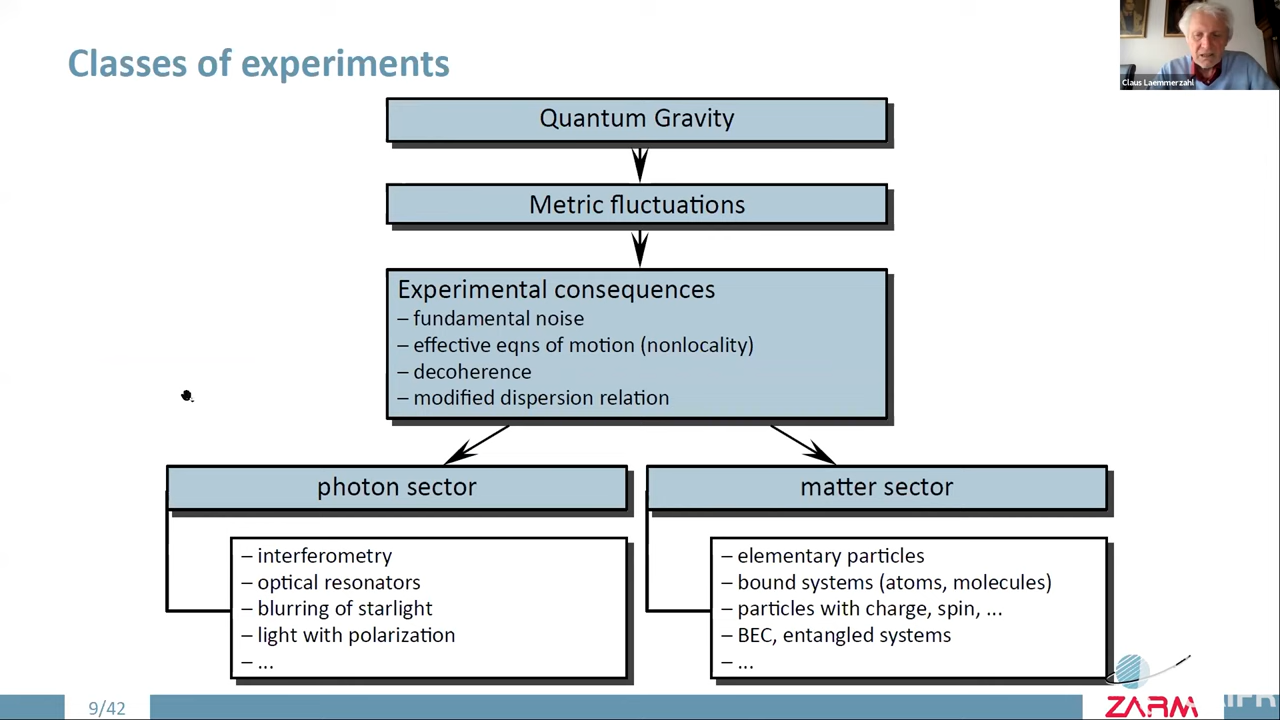 Classes of experiments
Claus Laemmerzahl
Quantum Gravity
Metric fluctuations
Experimental consequences
– fundamental noise
– effective eqns of motion (nonlocality)
– decoherence
– modified dispersion relation
photon sector
– interferometry
– optical resonators
– blurring of starlight
– light with polarization
– ...
matter sector
– elementary particles
– bound systems (atoms, molecules)
– particles with charge, spin, ...
– BEC, entangled systems
– ...
9/42
ZARM